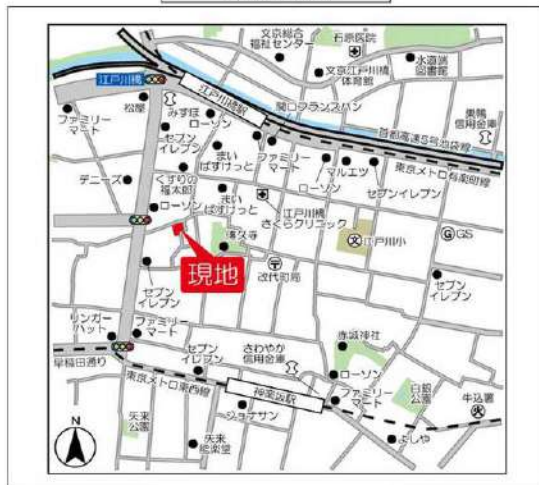 文京総合
福祉センター
石原医院
水道端
図書館
文京江戸川橋
体育館
江戸川橋
江戸川橋駅
関口フランスパン
巣鴨
信用金庫
首都高速5号池袋線
東京メトロ有楽町線
松屋
みずほ
ローソン
ファミリー
マート
セブン
イレブン
まい
ばすけっと
ファミリー
マート
マルエツ
ローソン
セブンイレブン
デニーズ
くすりの
福太郎
まい
ばすけっと
江戸川橋
さくらクリニック
ローソン
江戸川小
GS
現地
改代町局
セブン
イレブン
セブン
イレブン
リンガー
ハット
ファミリー
マート
赤城神社
早稲田通り
セブン
イレブン
さわやか
信用金庫
東京メトロ東西線
神楽坂駅
ローソン
ファミリー
マート
白銀
公園
牛込署
矢来
公園
ジョナサン
矢来
能楽堂
よしや
N